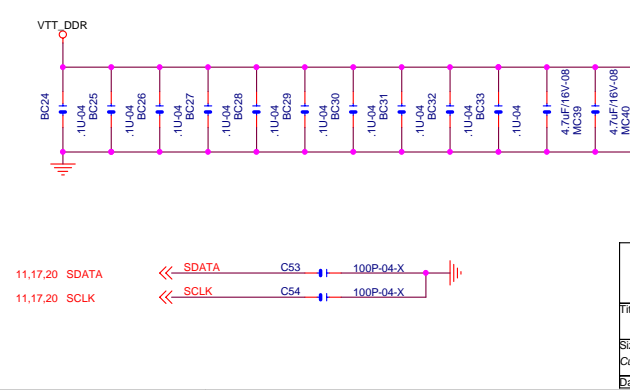 VTT_DDR
BC24
.1U-04
BC25
.1U-04
BC26
.1U-04
BC27
.1U-04
BC28
.1U-04
BC29
.1U-04
BC30
.1U-04
BC31
.1U-04
BC32
.1U-04
BC33
.1U-04
4.7uF/16V-08
MC39
4.7uF/16V-08
MC40
11,17,20 SDATA
SDATA
C53
100P-04-X
11,17,20 SCLK
SCLK
C54
100P-04-X